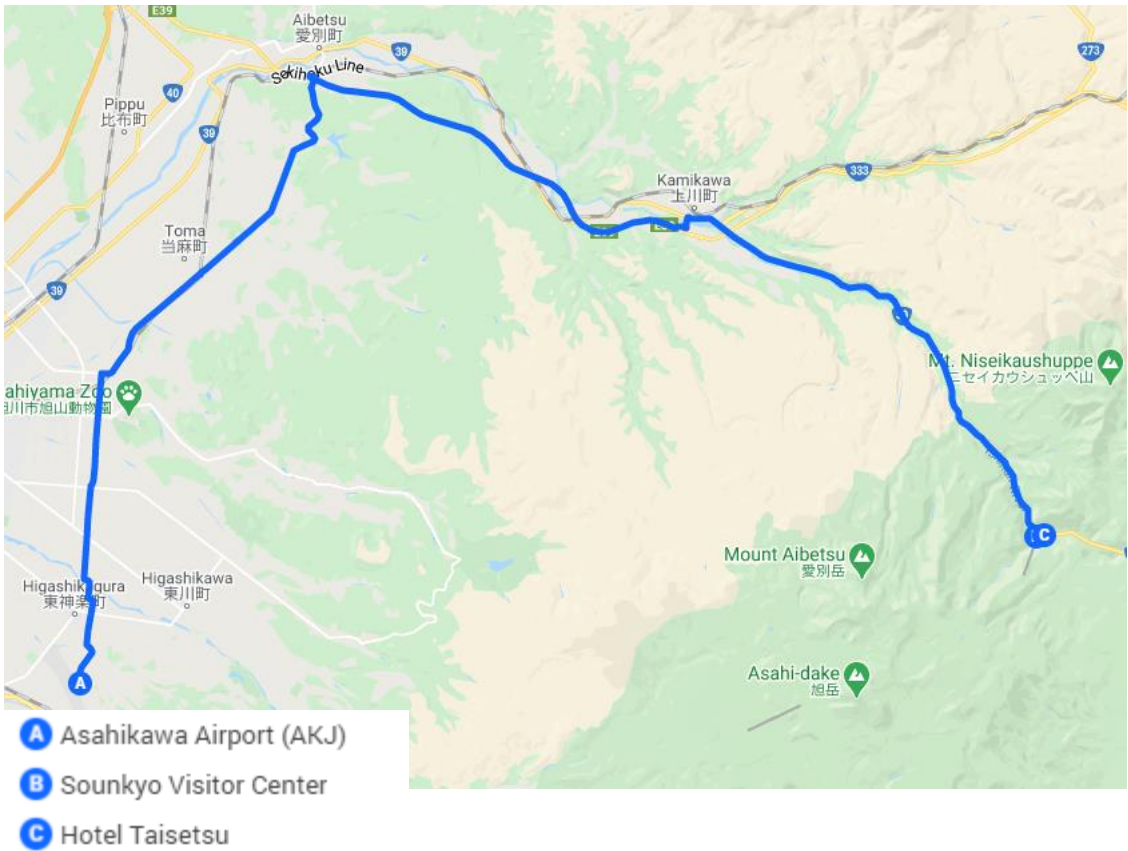 E39
Aibetsu
愛別町
39
273
Sekihoku Line
40
Pippu
比布町
39
333
Kamikawa
上川町
Toma
当麻町
39
Mt. Niseikaushuppe
ニセイカウシュッペ山
ahiyama Zoo
旭川市旭山動物園
Mount Aibetsu
愛別岳
C
Higashikagura
東神楽町
Higashikawa
東川町
Asahi-dake
旭岳
A
A Asahikawa Airport (AKJ)
B Sounkyo Visitor Center
C Hotel Taisetsu